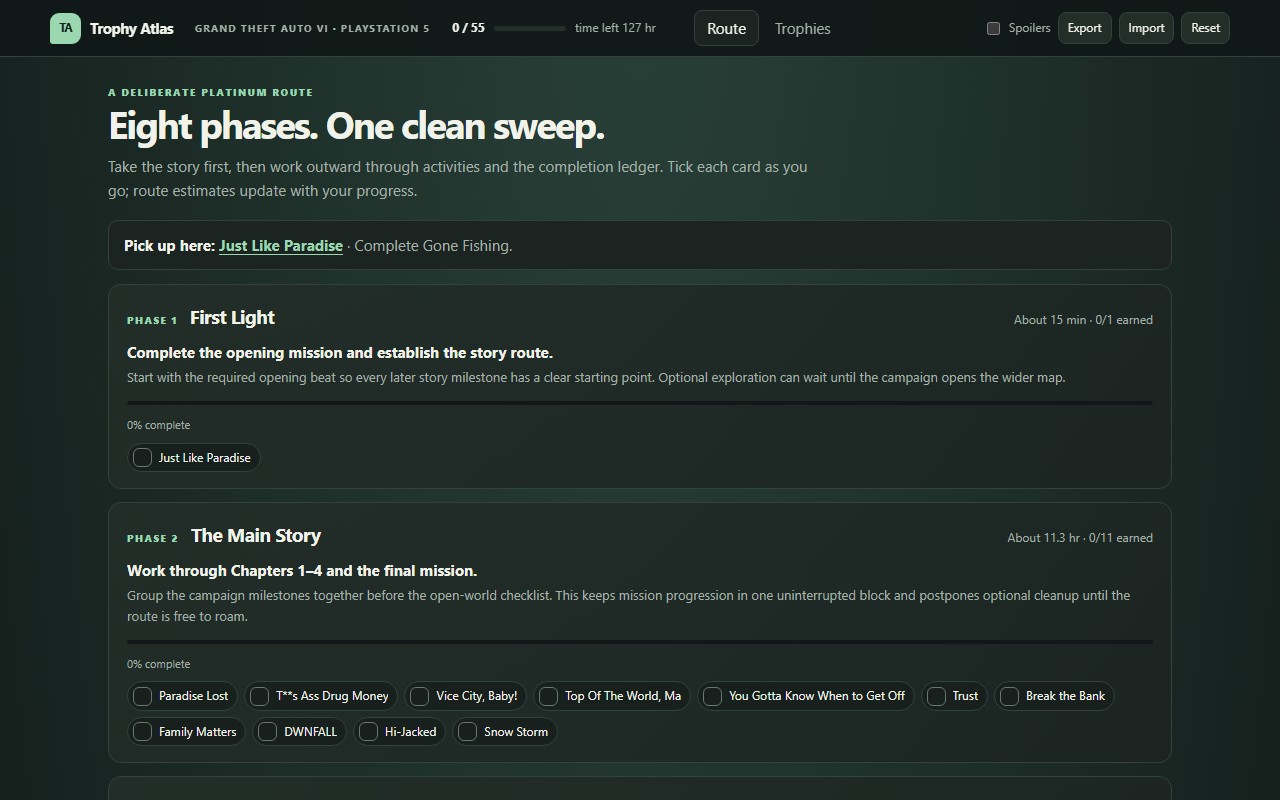 TA Trophy Atlas GRAND THEFT AUTO VI • PLAYSTATION 5 0 / 55 time left 127 hr Route Trophies Spoilers Export Import Reset
A DELIBERATE PLATINUM ROUTE
Eight phases. One clean sweep.
Take the story first, then work outward through activities and the completion ledger. Tick each card as you
go; route estimates update with your progress.
Pick up here: Just Like Paradise · Complete Gone Fishing.
PHASE 1 First Light About 15 min · 0/1 earned
Complete the opening mission and establish the story route.
Start with the required opening beat so every later story milestone has a clear starting point. Optional exploration can wait until the campaign opens the wider map.
0% complete
Just Like Paradise
PHASE 2 The Main Story About 11.3 hr · 0/11 earned
Work through Chapters 1–4 and the final mission.
Group the campaign milestones together before the open-world checklist. This keeps mission progression in one uninterrupted block and postpones optional cleanup until the
route is free to roam.
0% complete
Paradise Lost T**s Ass Drug Money Vice City, Baby! Top Of The World, Ma You Gotta Know When to Get Off Trust Break the Bank
Family Matters DWNFALL Hi-Jacked Snow Storm